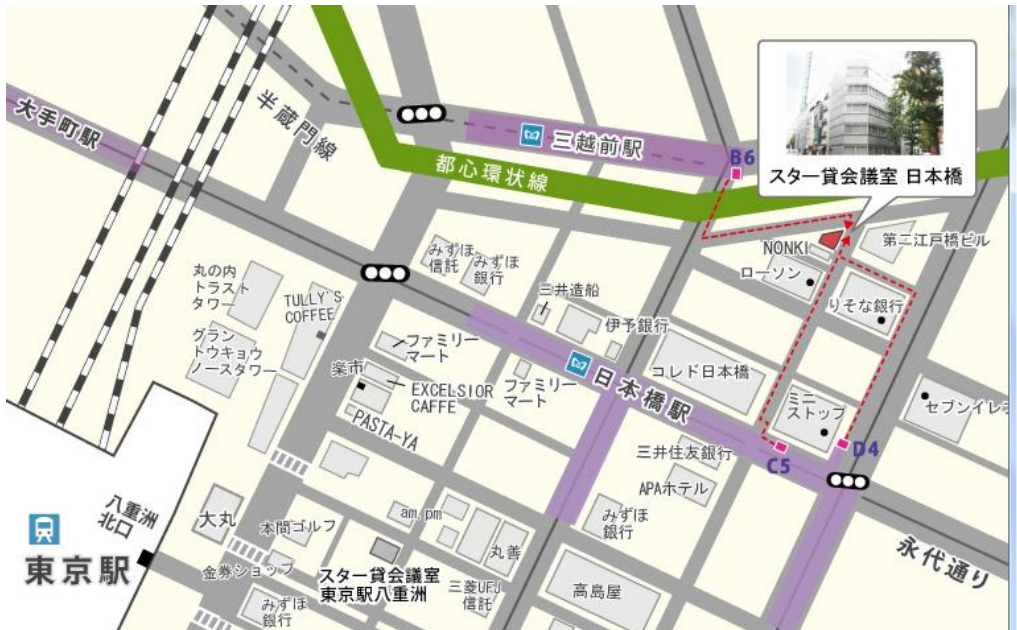 大手町駅
半蔵門線
三越前駅
都心環状線
B6
スター貸会議室 日本橋
NONKI
第二江戸橋ビル
ローソン
りそな銀行
みずほ
信託
みずほ
銀行
丸の内
トラスト
タワー
TULLY'S
COFFEE
三井造船
伊予銀行
グラン
トウキョウ
ノースタワー
ファミリー
マート
楽市
EXCELSIOR
CAFFE
PASTA-YA
ファミリー
マート
日本橋駅
コレド日本橋
ミニ
ストップ
セブンイレ
三井住友銀行
C5
D4
APAホテル
みずほ
銀行
永代通り
八重洲
北口
東京駅
大丸
本間ゴルフ
am.pm
丸善
金券ショップ
スター貸会議室
東京駅八重洲
三菱UFJ
信託
高島屋
みずほ
銀行